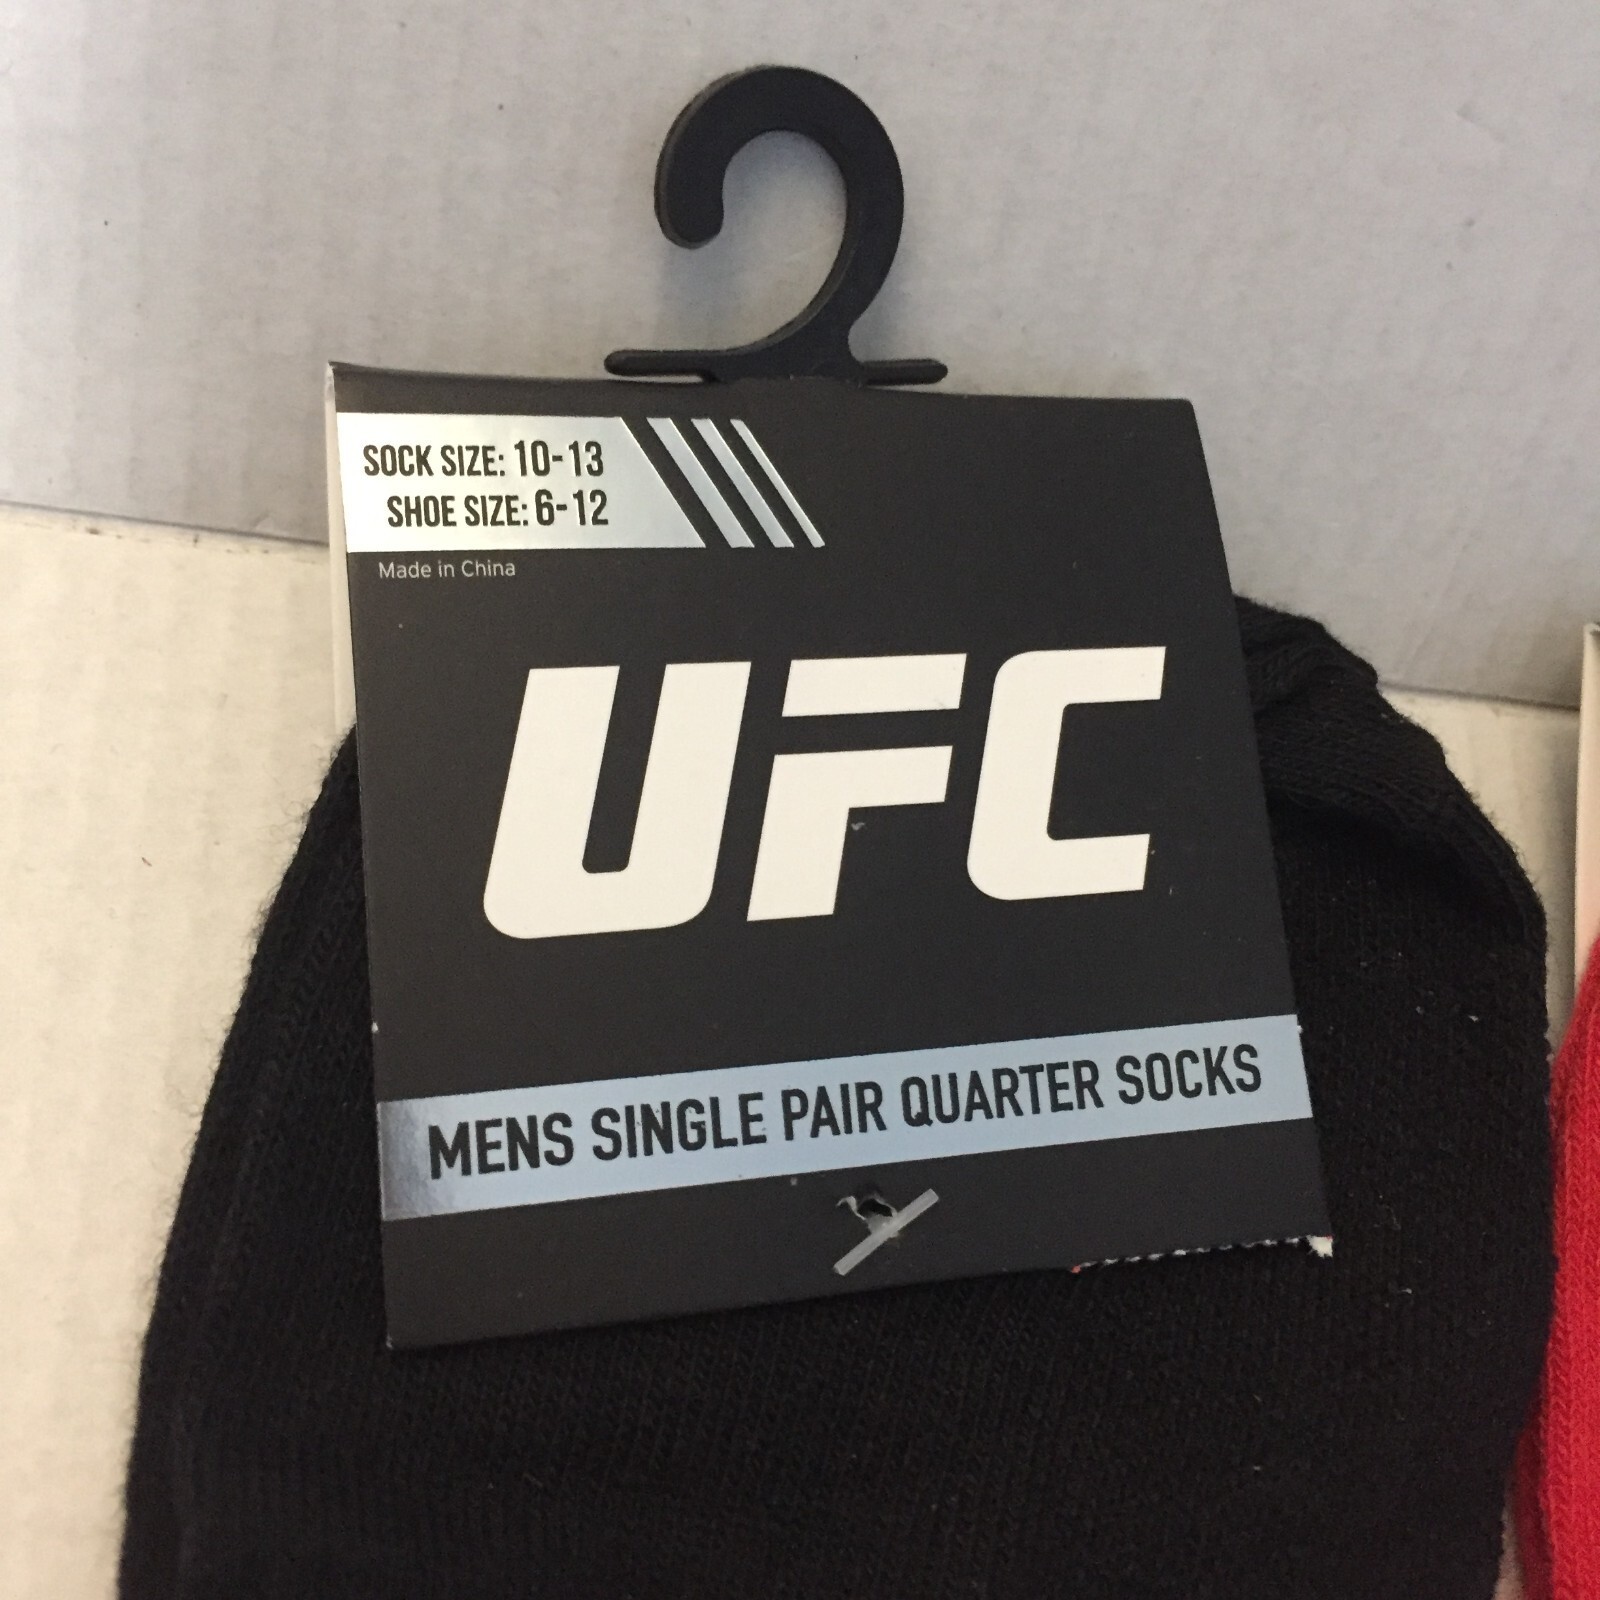 SOCK SIZE: 10-13
SHOE SIZE: 6-12
Made in China
UFC
MENS SINGLE PAIR QUARTER SOCKS